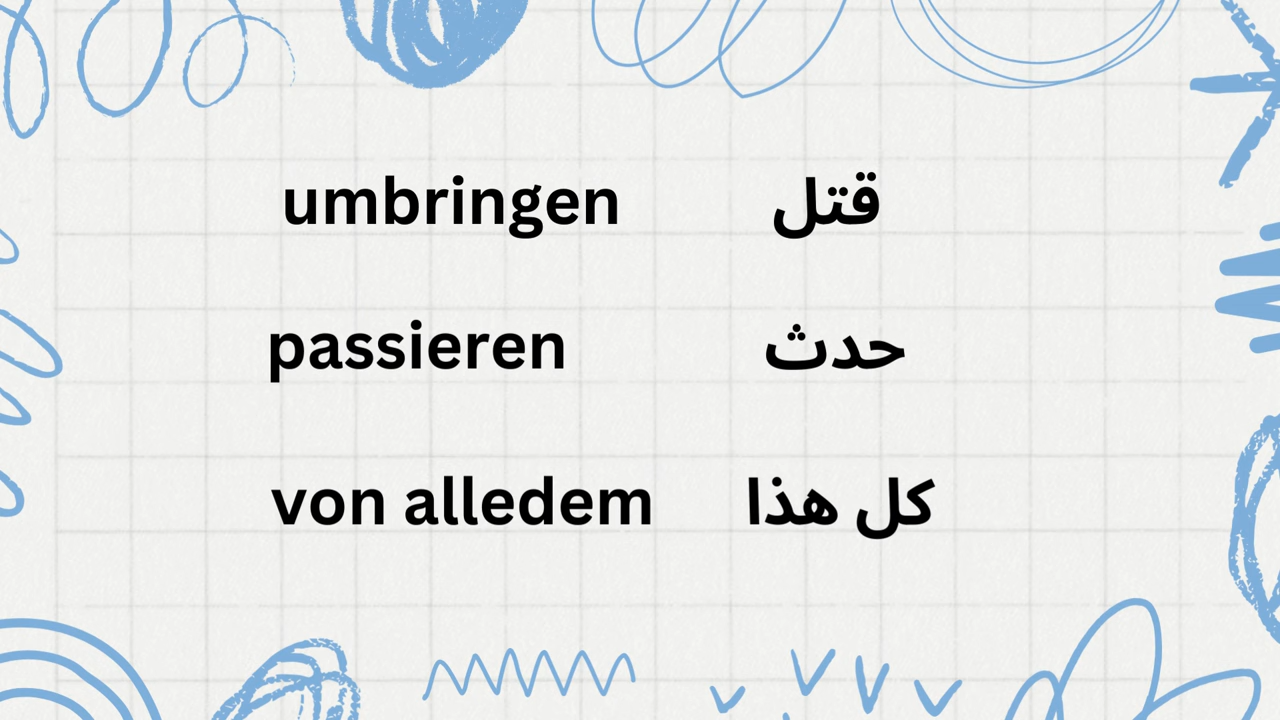 umbringen قتل
passieren حدث
von alledem كل هذا